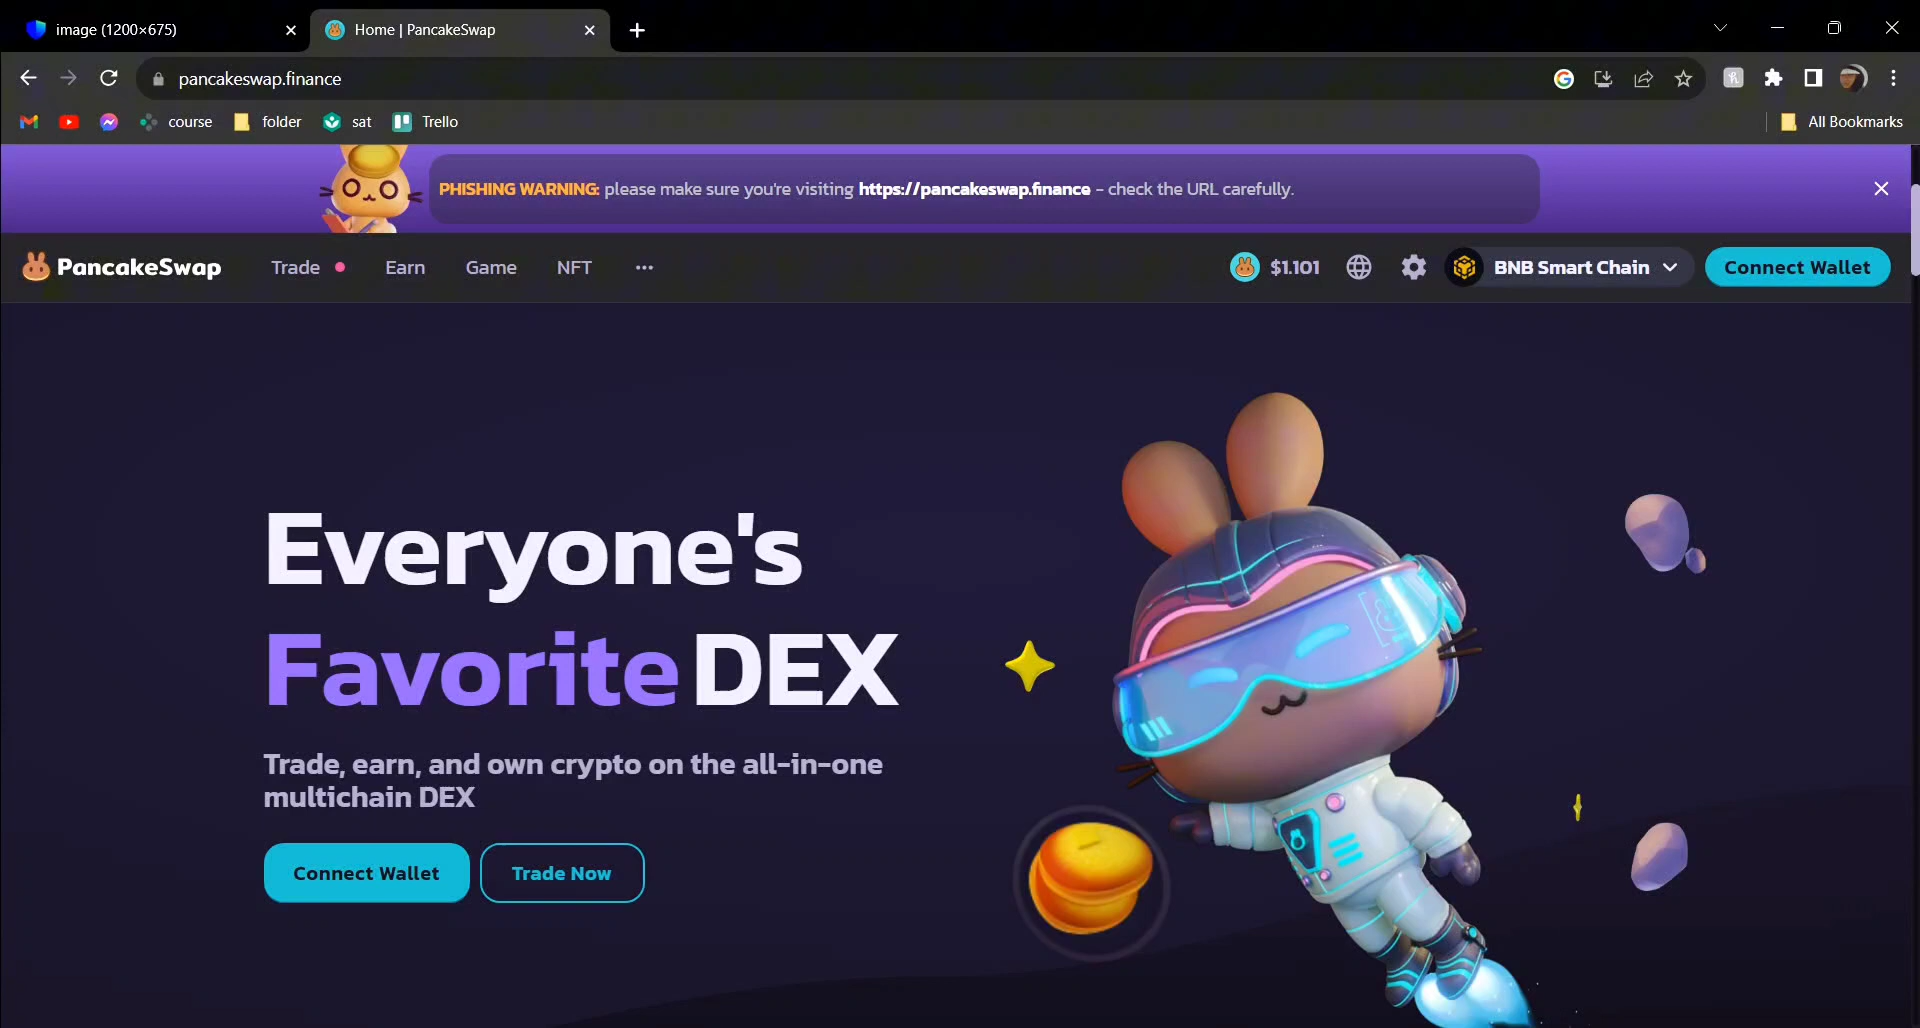 image (1200×675)
Home | PancakeSwap
pancakeswap.finance
course
folder
sat
Trello
All Bookmarks
PHISHING WARNING: please make sure you're visiting https://pancakeswap.finance - check the URL carefully.
PancakeSwap
Trade
Earn
Game
NFT
$1.101
BNB Smart Chain
Connect Wallet
Everyone's
Favorite DEX
Trade, earn, and own crypto on the all-in-one
multichain DEX
Connect Wallet
Trade Now